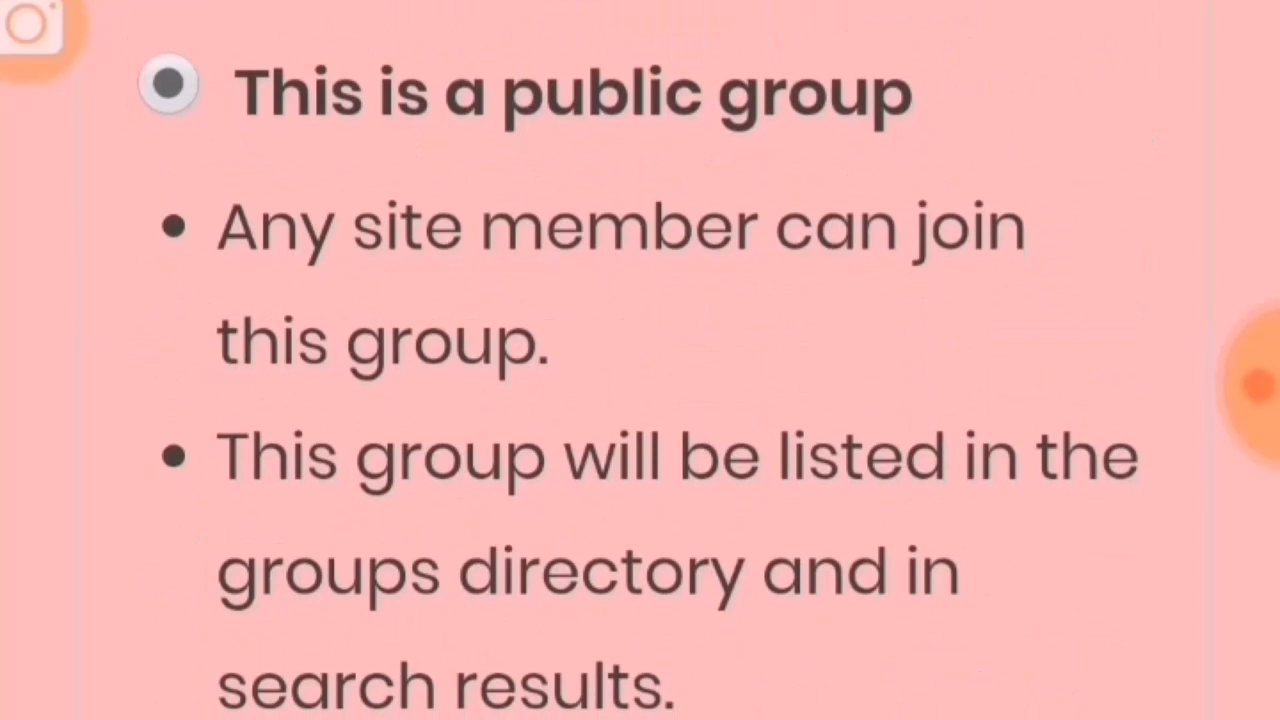 This is a public group
Any site member can join
this group.
This group will be listed in the
groups directory and in
search results.